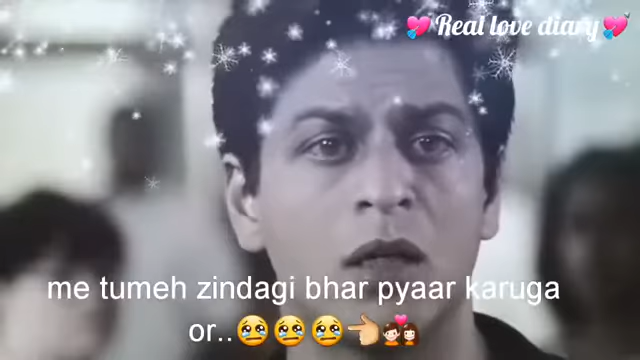 💘Real love diary💘
me tumeh zindagi bhar pyaar karuga
or..😢😢😢👈💑